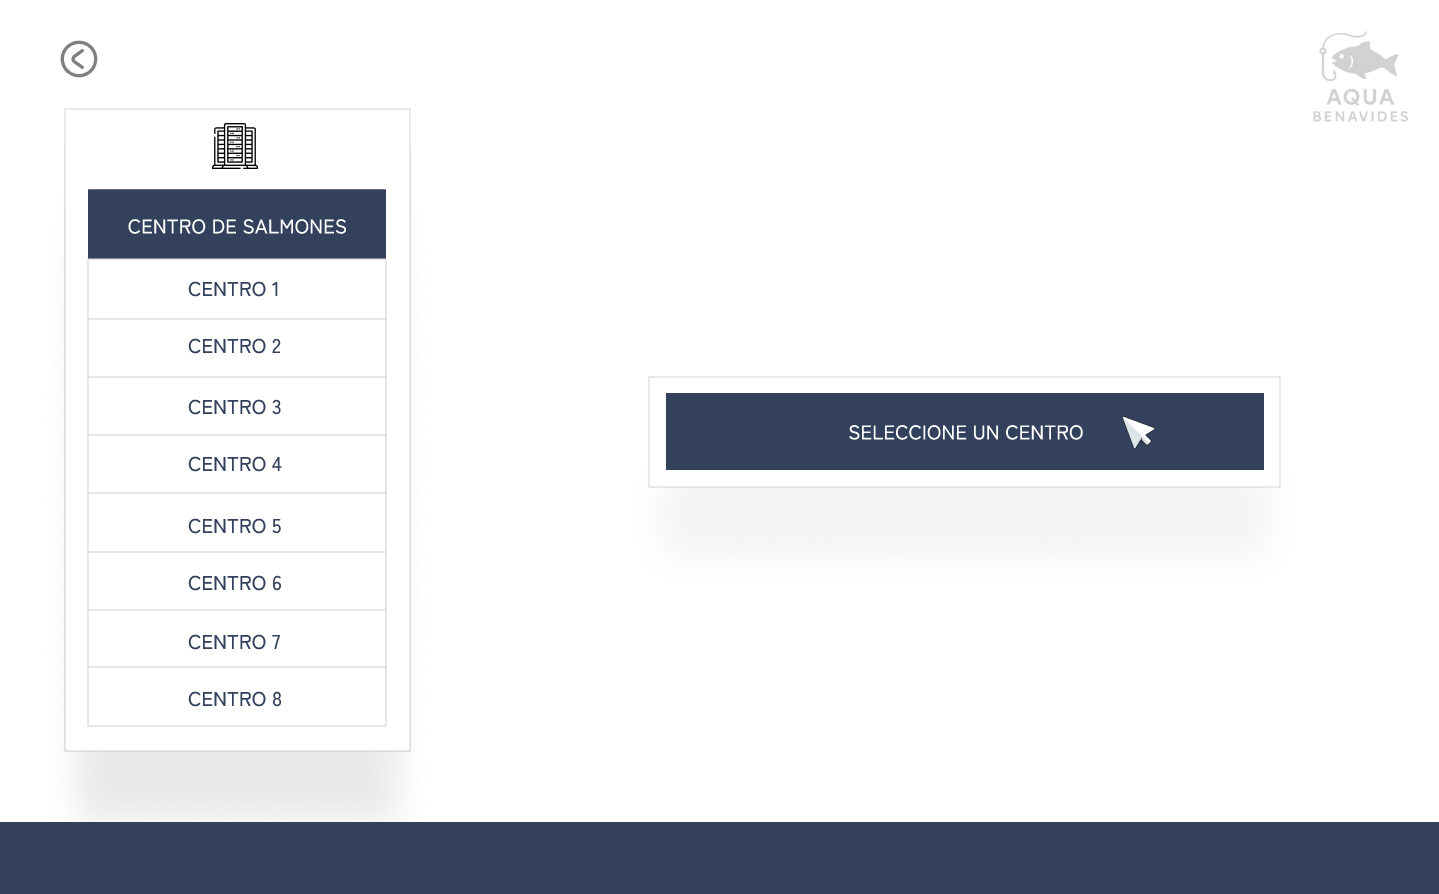 AQUA
BENAVIDES
CENTRO DE SALMONES
CENTRO 1
CENTRO 2
CENTRO 3
CENTRO 4
CENTRO 5
CENTRO 6
CENTRO 7
CENTRO 8
SELECCIONE UN CENTRO